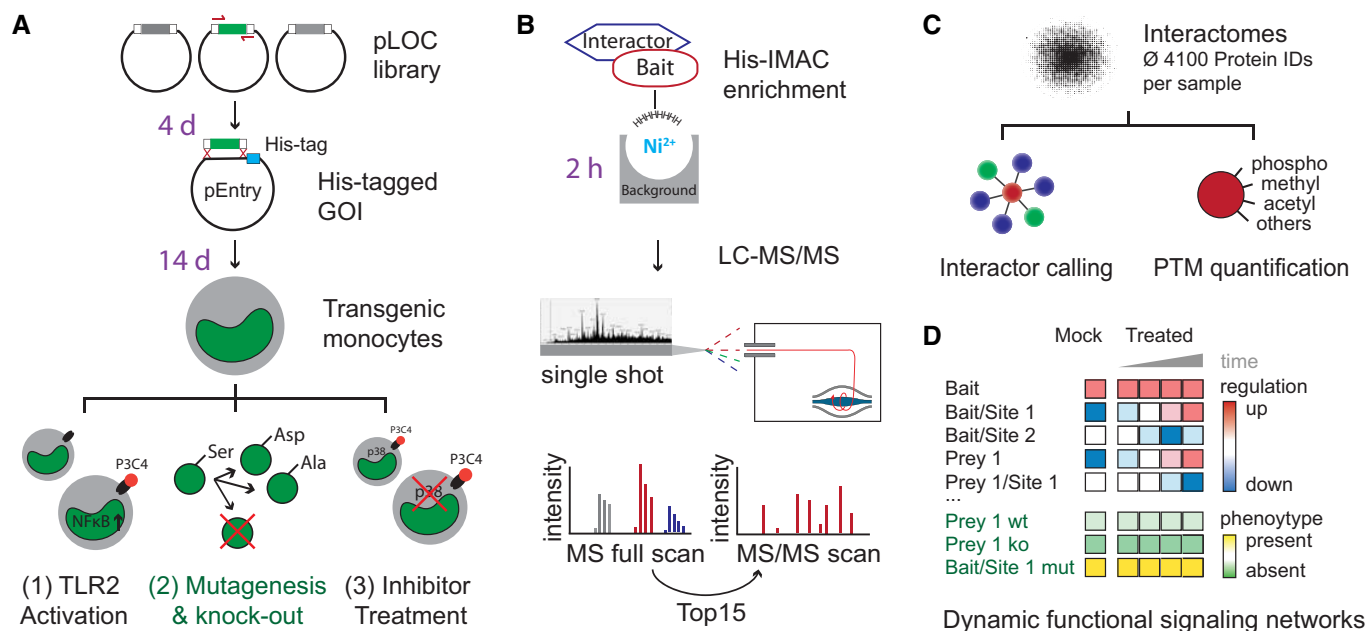 A
pLOC
library
4 d
His-tag
pEntry
His-tagged
GOI
14 d
Transgenic
monocytes
P3C4
NFκB
Ser
Asp
Ala
P3C4
p38
P3C4
p38
(1) TLR2
Activation
(2) Mutagenesis
& knock-out
(3) Inhibitor
Treatment
B
Interactor
Bait
His-IMAC
enrichment
HHHHHHH
Ni2+
2 h
Background
LC-MS/MS
single shot
intensity
MS full scan
intensity
MS/MS scan
Top15
C
Interactomes
Ø 4100 Protein IDs
per sample
phospho
methyl
acetyl
others
Interactor calling
PTM quantification
D
Mock
Treated
time
Bait
Bait/Site 1
Bait/Site 2
Prey 1
Prey 1/Site 1
...
Prey 1 wt
Prey 1 ko
Bait/Site 1 mut
regulation
up
down
phenoytype
present
absent
Dynamic functional signaling networks